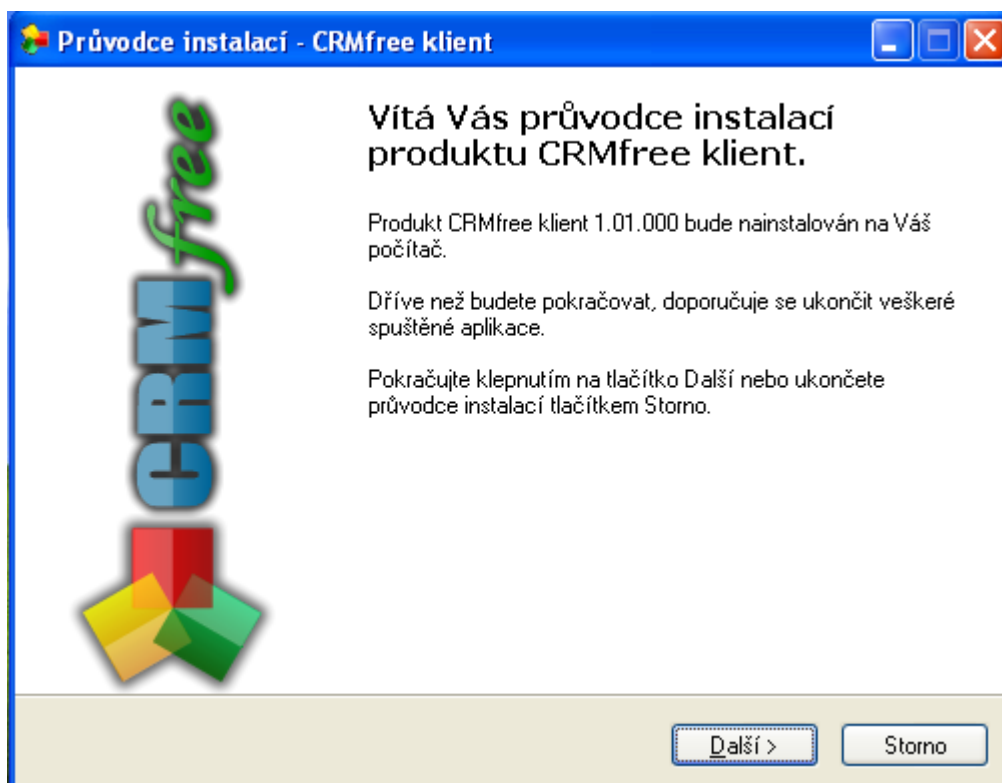 Průvodce instalací - CRMfree klient
CRMfree
Vítá Vás průvodce instalací
produktu CRMfree klient.
Produkt CRMfree klient 1.01.000 bude nainstalován na Váš
počítač.
Dříve než budete pokračovat, doporučuje se ukončit veškeré
spuštěné aplikace.
Pokračujte klepnutím na tlačítko Další nebo ukončete
průvodce instalací tlačítkem Storno.
Další >
Storno